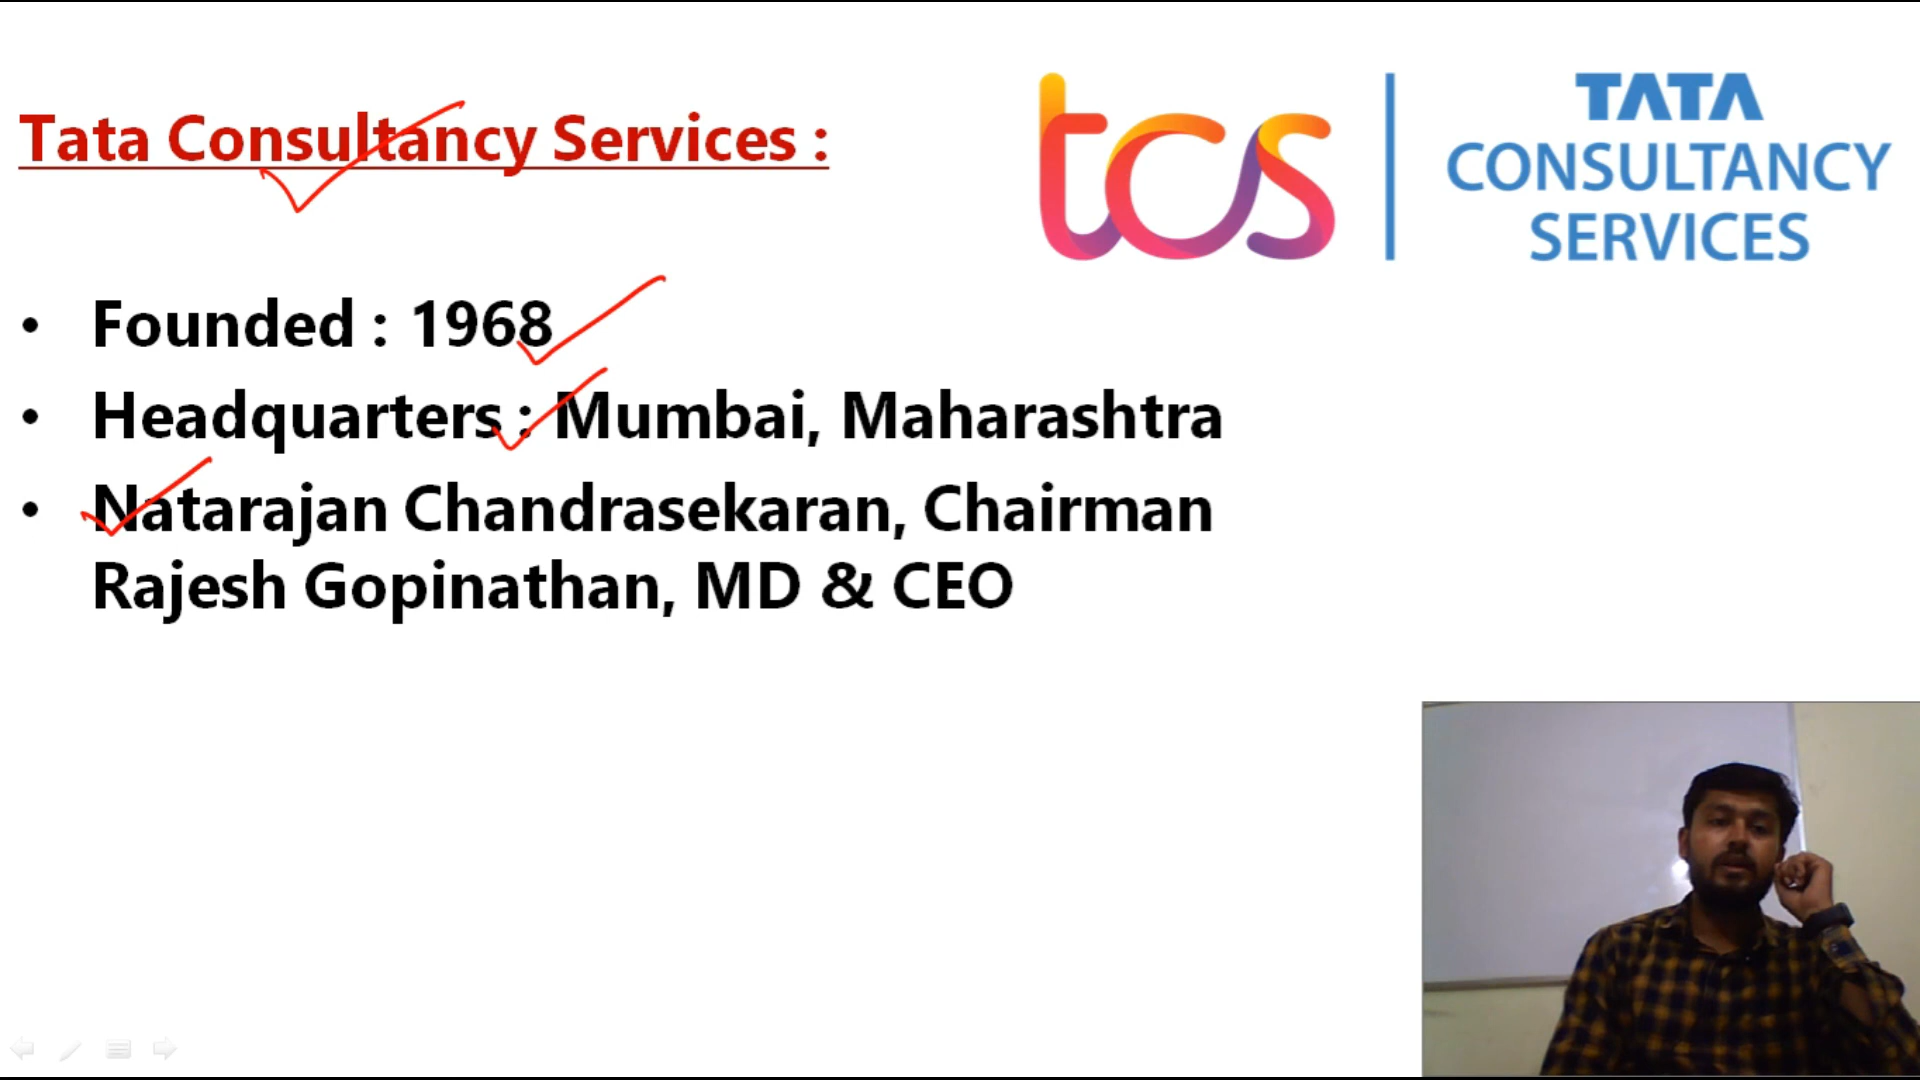 Tata Consultancy Services :
tcs
TATA
CONSULTANCY
SERVICES
• Founded : 1968
• Headquarters : Mumbai, Maharashtra
• Natarajan Chandrasekaran, Chairman
Rajesh Gopinathan, MD & CEO